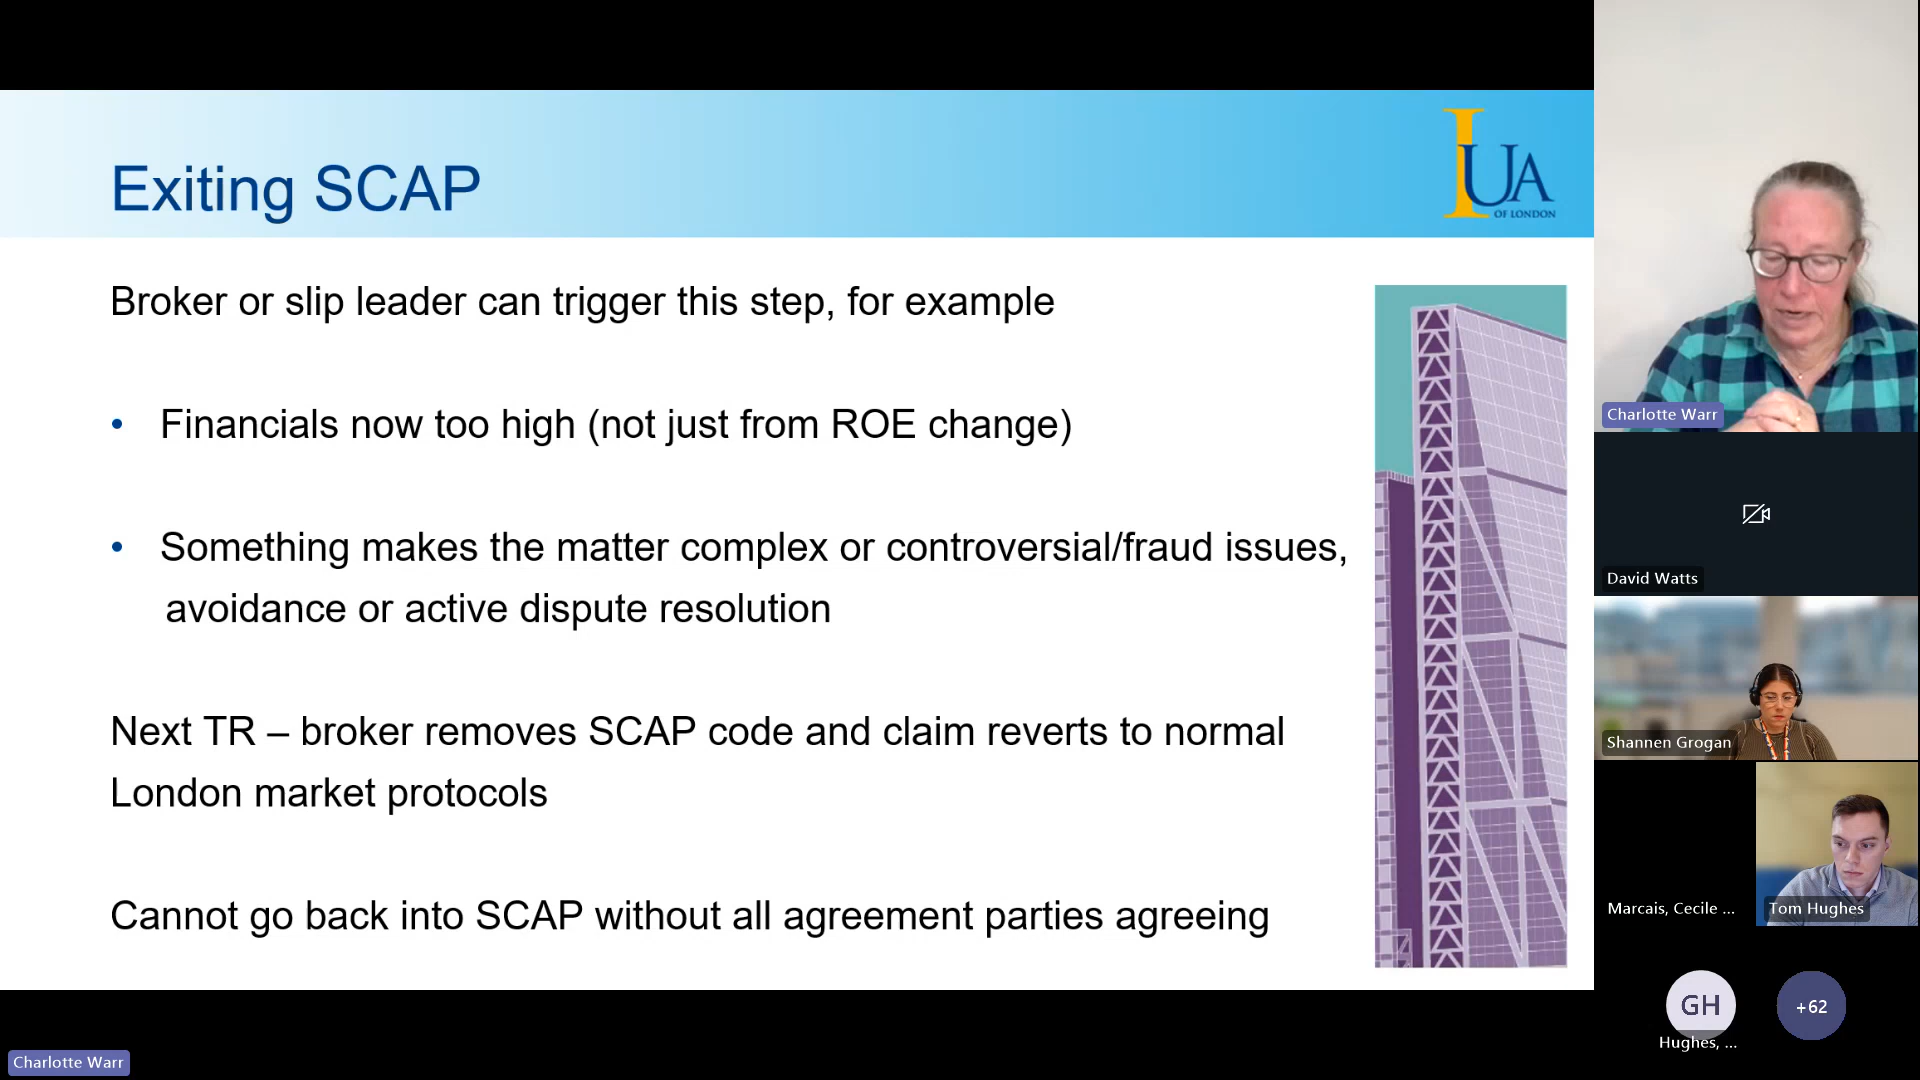 Exiting SCAP
IUA
OF LONDON
Broker or slip leader can trigger this step, for example
• Financials now too high (not just from ROE change)
• Something makes the matter complex or controversial/fraud issues,
avoidance or active dispute resolution
Next TR – broker removes SCAP code and claim reverts to normal
London market protocols
Cannot go back into SCAP without all agreement parties agreeing
Charlotte Warr
David Watts
Shannen Grogan
Marcais, Cecile ...
Tom Hughes
GH
+62
Hughes, ...
Charlotte Warr